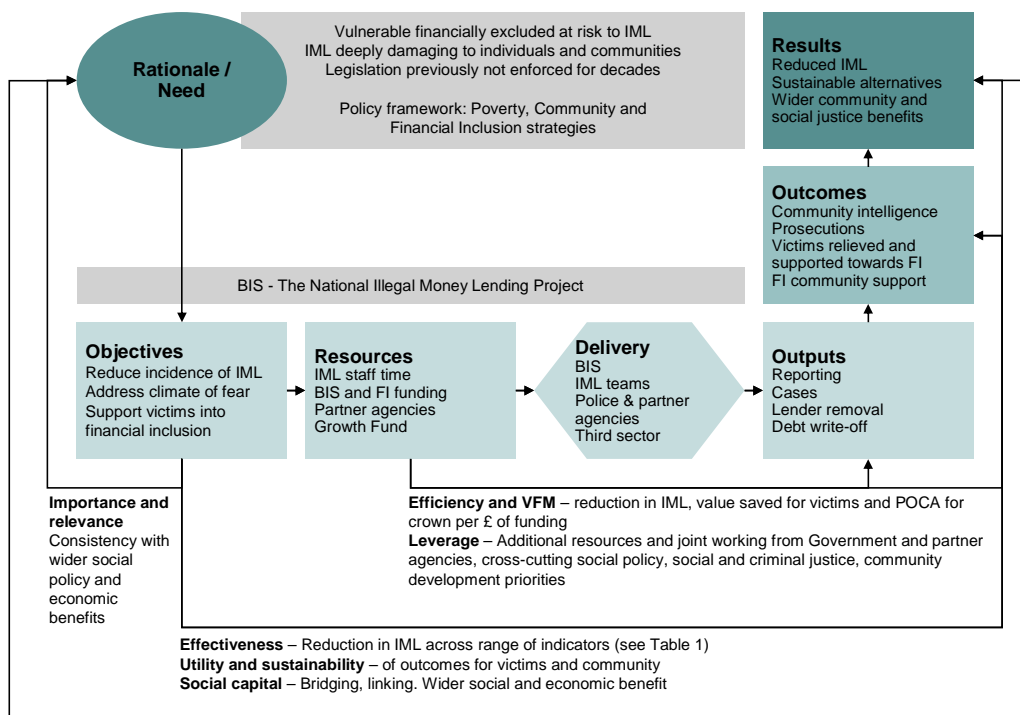 Rationale /
Need
Vulnerable financially excluded at risk to IML
IML deeply damaging to individuals and communities
Legislation previously not enforced for decades
Policy framework: Poverty, Community and
Financial Inclusion strategies
Results
Reduced IML
Sustainable alternatives
Wider community and
social justice benefits
Outcomes
Community intelligence
Prosecutions
Victims relieved and
supported towards FI
FI community support
BIS - The National Illegal Money Lending Project
Objectives
Reduce incidence of IML
Address climate of fear
Support victims into
financial inclusion
Resources
IML staff time
BIS and FI funding
Partner agencies
Growth Fund
Delivery
BIS
IML teams
Police & partner
agencies
Third sector
Outputs
Reporting
Cases
Lender removal
Debt write-off
Importance and
relevance
Consistency with
wider social
policy and
economic
benefits
Efficiency and VFM – reduction in IML, value saved for victims and POCA for
crown per £ of funding
Leverage – Additional resources and joint working from Government and partner
agencies, cross-cutting social policy, social and criminal justice, community
development priorities
Effectiveness – Reduction in IML across range of indicators (see Table 1)
Utility and sustainability – of outcomes for victims and community
Social capital – Bridging, linking. Wider social and economic benefit